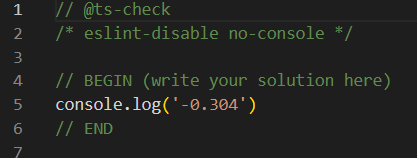 1 // @ts-check
2 /* eslint-disable no-console */
3
4 // BEGIN (write your solution here)
5 console.log('-0.304')
6 // END
7